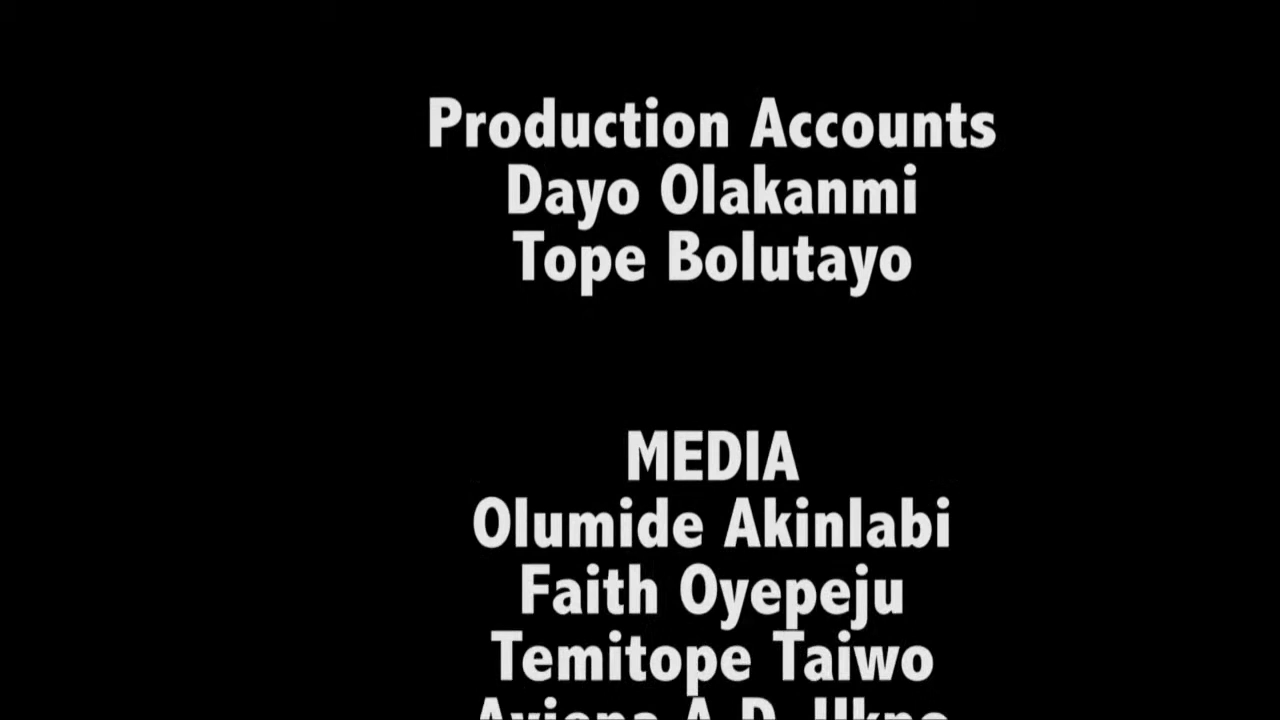 Production Accounts
Dayo Olakanmi
Tope Bolutayo
MEDIA
Olumide Akinlabi
Faith Oyepeju
Temitope Taiwo